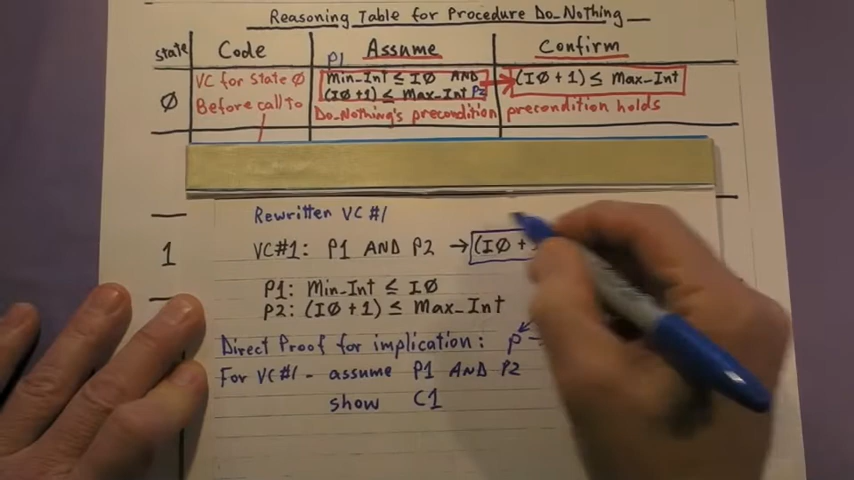 Reasoning Table for Procedure Do_Nothing
state Code Assume Confirm
P1
VC for State Ø Min_Int ≤ IØ AND (IØ + 1) ≤ Max_Int
Ø Before call to (IØ+1) ≤ Max_Int P2
Do_Nothing's precondition precondition holds
Rewritten VC #1
1 VC#1: P1 AND P2 → (IØ +
P1: Min_Int ≤ IØ
P2: (IØ + 1) ≤ Max_Int
Direct Proof for implication: P →
For VC#1 - assume P1 AND P2
show C1